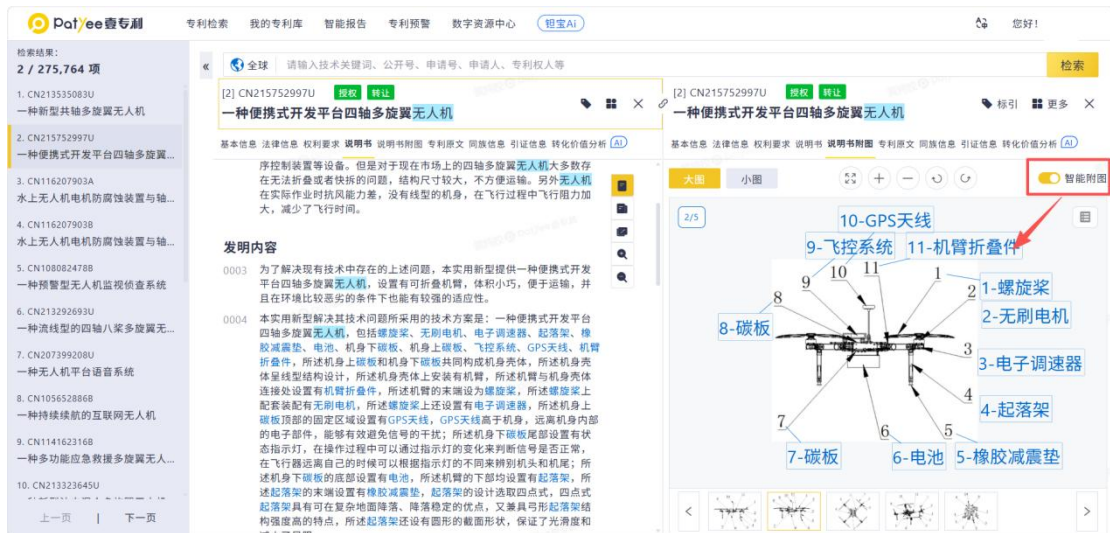 Patyee壹专利
专利检索 我的专利库 智能报告 专利预警 数字资源中心 钽宝Ai 您好!
检索结果:
2 / 275,764 项
1. CN213535083U
一种新型共轴多旋翼无人机
2. CN215752997U
一种便携式开发平台四轴多旋翼...
3. CN116207903A
水上无人机电机防腐蚀装置与轴...
4. CN116207903B
水上无人机电机防腐蚀装置与轴...
5. CN108082478B
一种预警型无人机监视侦查系统
6. CN213292693U
一种流线型的四轴八桨多旋翼无...
7. CN207399208U
一种无人机平台语音系统
8. CN105652886B
一种持续续航的互联网无人机
9. CN114162316B
一种多功能应急救援多旋翼无人...
10. CN213323645U
上一页 | 下一页
全球 请输入技术关键词、公开号、申请号、申请人、专利权人等 检索
[2] CN215752997U 授权 转让
一种便携式开发平台四轴多旋翼无人机
基本信息 法律信息 权利要求 说明书 说明书附图 专利原文 同族信息 引证信息 转化价值分析 AI
序控制装置等设备。但是对于现在市场上的四轴多旋翼无人机大多数存
在无法折叠或者快拆的问题，结构尺寸较大，不方便运输。另外无人机
在实际作业时抗风能力差，没有线型的机身，在飞行过程中飞行阻力加
大，减少了飞行时间。
发明内容
0003 为了解决现有技术中存在的上述问题，本实用新型提供一种便携式开发
平台四轴多旋翼无人机，设置有可折叠机臂，体积小巧，便于运输，并
且在环境比较恶劣的条件下也能有较强的适应性。
0004 本实用新型解决其技术问题所采用的技术方案是：一种便携式开发平台
四轴多旋翼无人机，包括螺旋桨、无刷电机、电子调速器、起落架、橡
胶减震垫、电池、机身下碳板、机身上碳板、飞控系统、GPS天线、机臂
折叠件，所述机身上碳板和机身下碳板共同构成机身壳体，所述机身壳
体呈线型结构设计，所述机身壳体上安装有机臂，所述机臂与机身壳体
连接处设置有机臂折叠件，所述机臂的末端设为螺旋桨，所述螺旋桨上
配套装配有无刷电机，所述螺旋桨上还设置有电子调速器，所述机身上
碳板顶部的固定区域设置有GPS天线，GPS天线高于机身，远离机身内部
的电子部件，能够有效避免信号的干扰；所述机身下碳板尾部设置有状
态指示灯，在操作过程中可以通过指示灯的变化来判断信号是否正常，
在飞行器远离自己的时候可以根据指示灯的不同来辨别机头和机尾；所
述机身下碳板的底部设置有电池，所述机臂的下部均设置有起落架，所
述起落架的末端设置有橡胶减震垫，起落架的设计选取四点式，四点式
起落架具有可在复杂地面降落、降落稳定的优点，又兼具弓形起落架结
构强度高的特点，所述起落架还设有圆形的截面形状，保证了光滑度和
[2] CN215752997U 授权 转让
一种便携式开发平台四轴多旋翼无人机
标引 更多
基本信息 法律信息 权利要求 说明书 说明书附图 专利原文 同族信息 引证信息 转化价值分析 AI
大图 小图 智能附图
2/5
10-GPS天线
9-飞控系统 11-机臂折叠件
9 10 11 1
1-螺旋桨
8 2
2-无刷电机
8-碳板
3
3-电子调速器
4
4-起落架
7 6 5
7-碳板 6-电池 5-橡胶减震垫